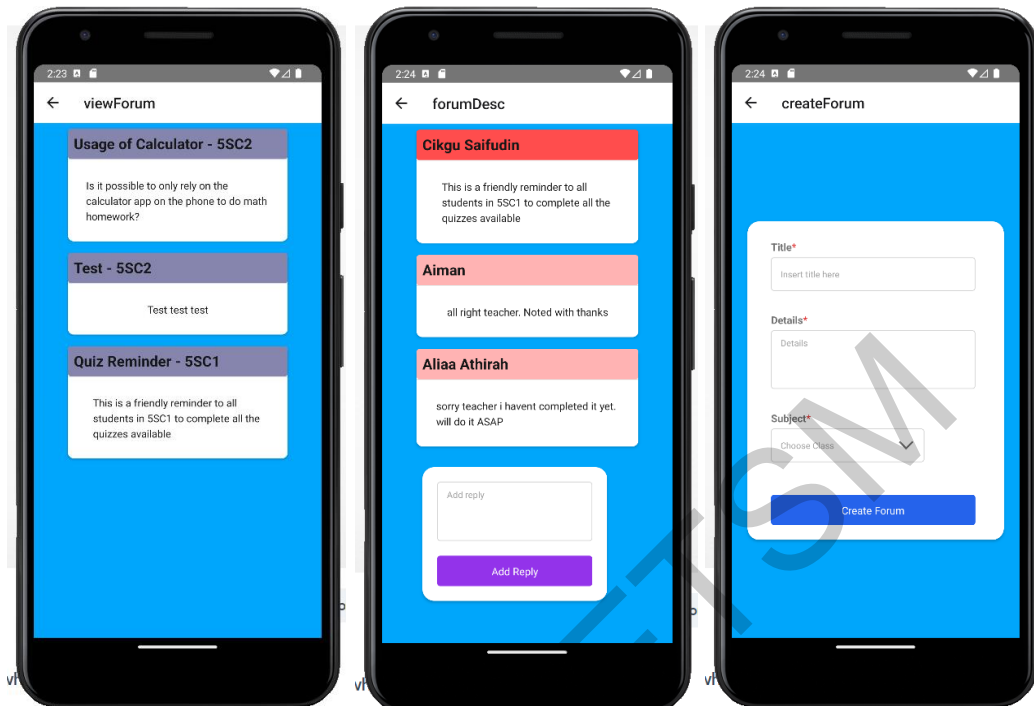 2:23
viewForum
Usage of Calculator - 5SC2
Is it possible to only rely on the
calculator app on the phone to do math
homework?
Test - 5SC2
Test test test
Quiz Reminder - 5SC1
This is a friendly reminder to all
students in 5SC1 to complete all the
quizzes available
2:24
forumDesc
Cikgu Saifudin
This is a friendly reminder to all
students in 5SC1 to complete all the
quizzes available
Aiman
all right teacher. Noted with thanks
Aliaa Athirah
sorry teacher i havent completed it yet.
will do it ASAP
Add reply
Add Reply
2:24
createForum
Title*
Insert title here
Details*
Details
Subject*
Choose Class
Create Forum
FTSM